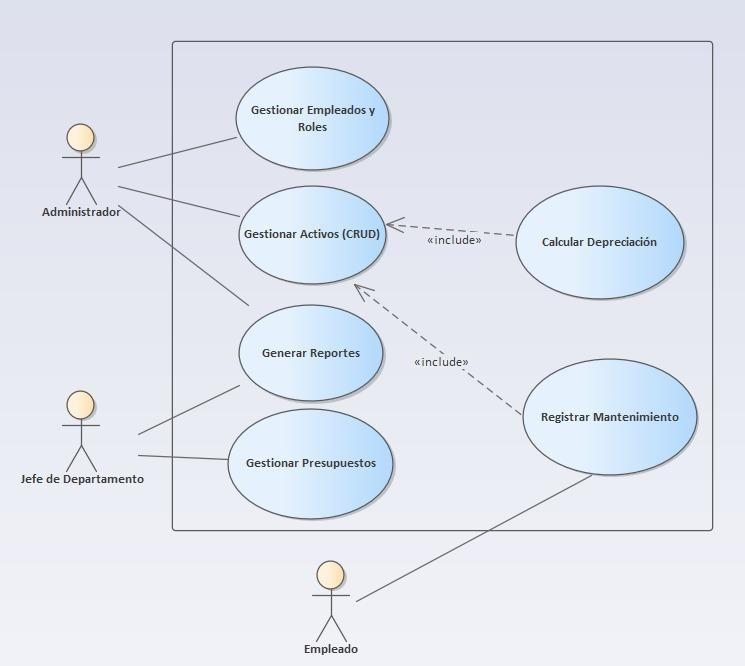 Gestionar Empleados y
Roles
Administrador
Gestionar Activos (CRUD)
«include»
Calcular Depreciación
Generar Reportes
«include»
Registrar Mantenimiento
Gestionar Presupuestos
Jefe de Departamento
Empleado